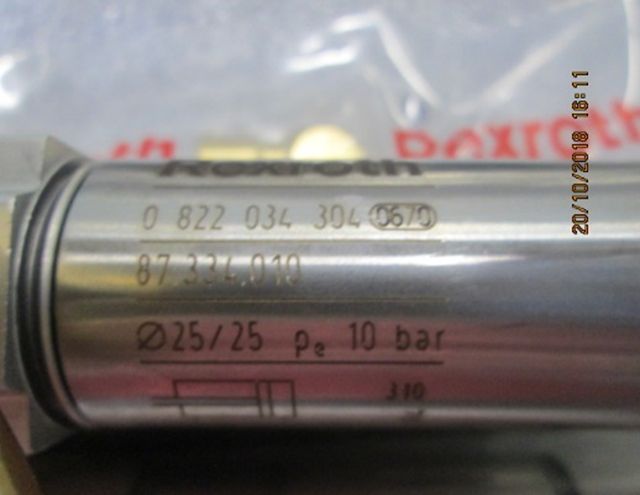 Rexroth
Rexroth
0 822 034 304 0670
87.334.010
Ø25/25 pe 10 bar
310
20/10/2018 16:11